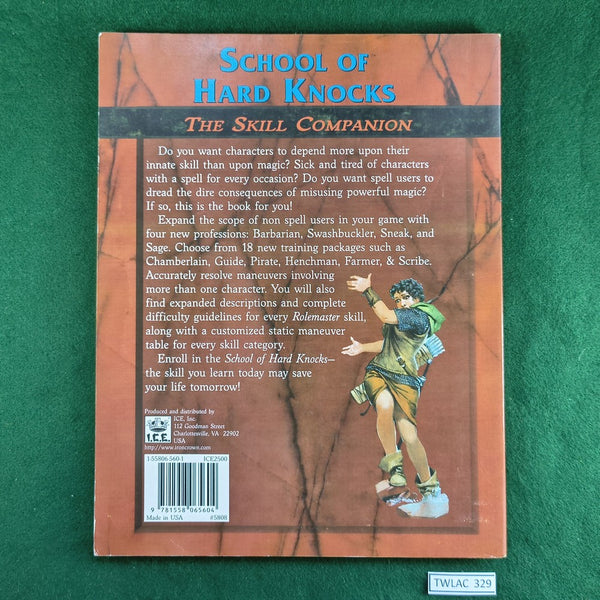 SCHOOL OF™
HARD KNOCKS
THE SKILL COMPANION
Do you want characters to depend more upon their
innate skill than upon magic? Sick and tired of characters
with a spell for every occasion? Do you want spell users to
dread the dire consequences of misusing powerful magic?
If so, this is the book for you!
Expand the scope of non spell users in your game with
four new professions: Barbarian, Swashbuckler, Sneak, and
Sage. Choose from 18 new training packages such as
Chamberlain, Guide, Pirate, Henchman, Farmer, & Scribe.
Accurately resolve maneuvers involving
more than one character. You will also
find expanded descriptions and complete
difficulty guidelines for every Rolemaster skill,
along with a customized static maneuver
table for every skill category.
Enroll in the School of Hard Knocks—
the skill you learn today may save
your life tomorrow!
Produced and distributed by
ICE, Inc.
112 Goodman Street
Charlottesville, VA 22902
USA
I.C.E.
http://www.ironcrown.com
1-55806-560-1 ICE2500
9 781558 065604
Made in USA #5808
TWLAC 329